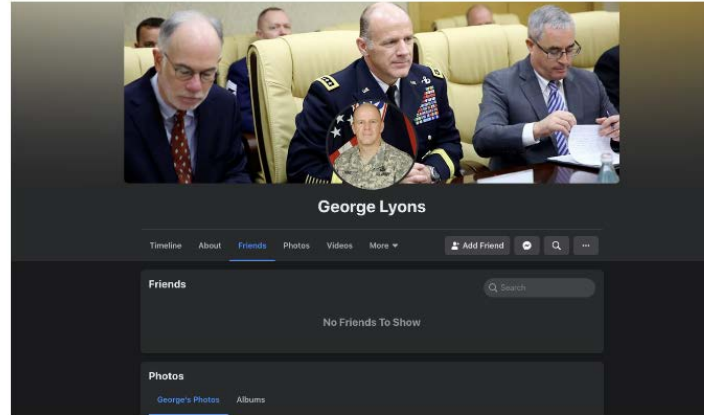 George Lyons
Timeline About Friends Photos Videos More Add Friend
Friends
Search
No Friends To Show
Photos
George's Photos Albums